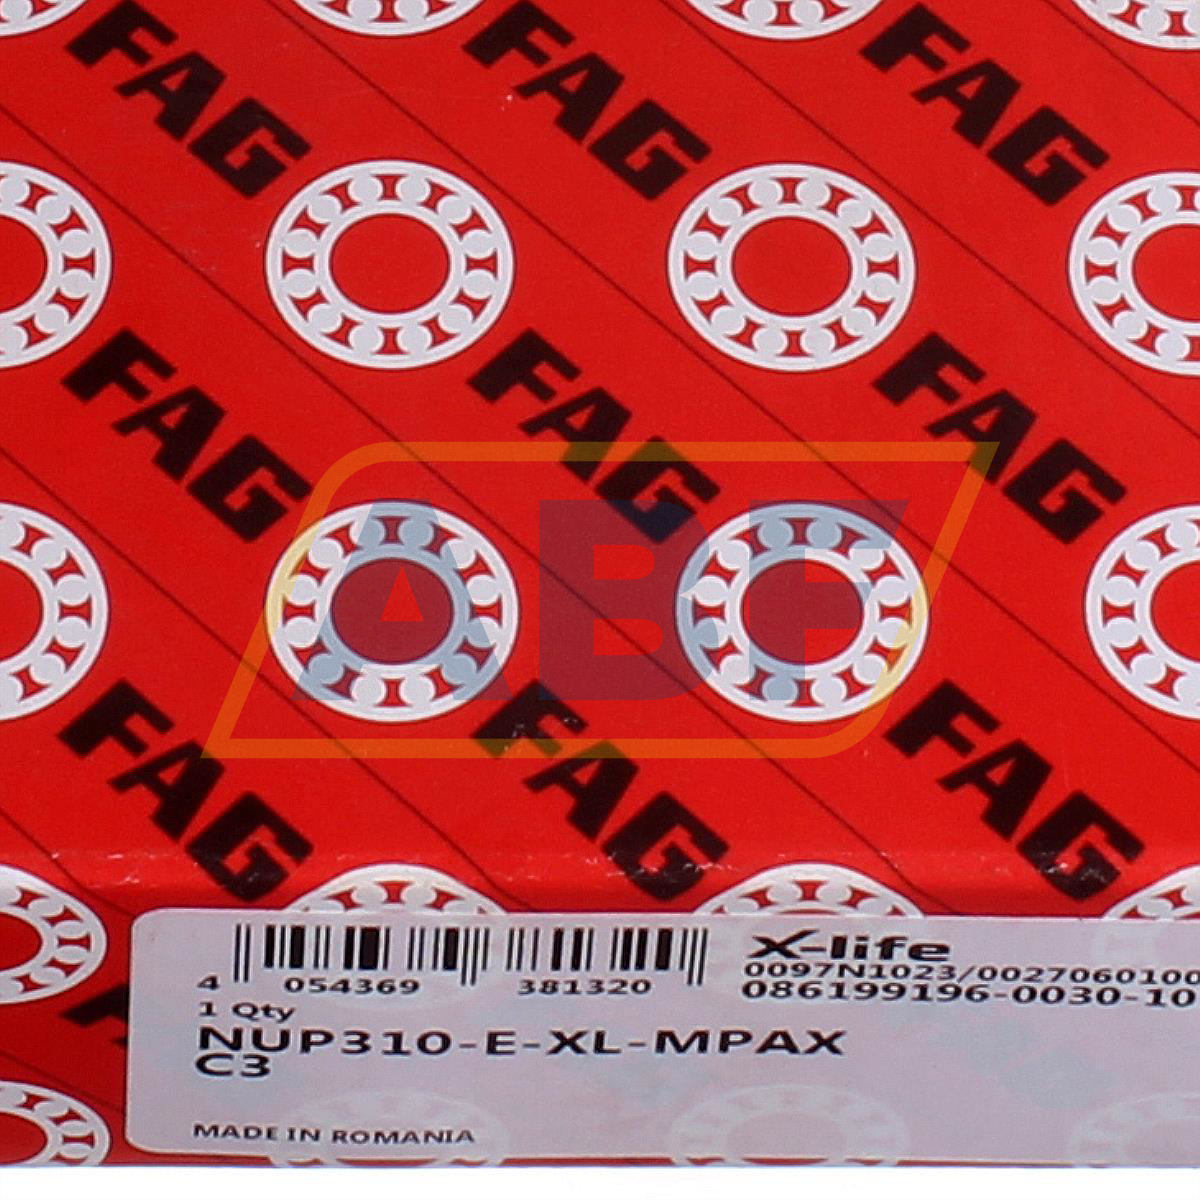 FAG FAG FAG
FAG FAG FAG
ABF
FAG FAG FAG
X-life
4 054369 381320
0097N1023/0027060100
086199196-0030-10
1 Qty
NUP310-E-XL-MPAX
C3
MADE IN ROMANIA